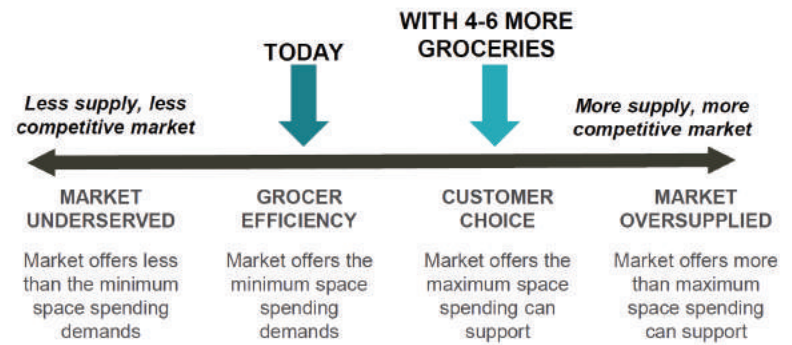 TODAY
WITH 4-6 MORE
GROCERIES
Less supply, less
competitive market
More supply, more
competitive market
MARKET
UNDERSERVED
Market offers less
than the minimum
space spending
demands
GROCER
EFFICIENCY
Market offers the
minimum space
spending
demands
CUSTOMER
CHOICE
Market offers the
maximum space
spending can
support
MARKET
OVERSUPPLIED
Market offers more
than maximum
space spending
can support